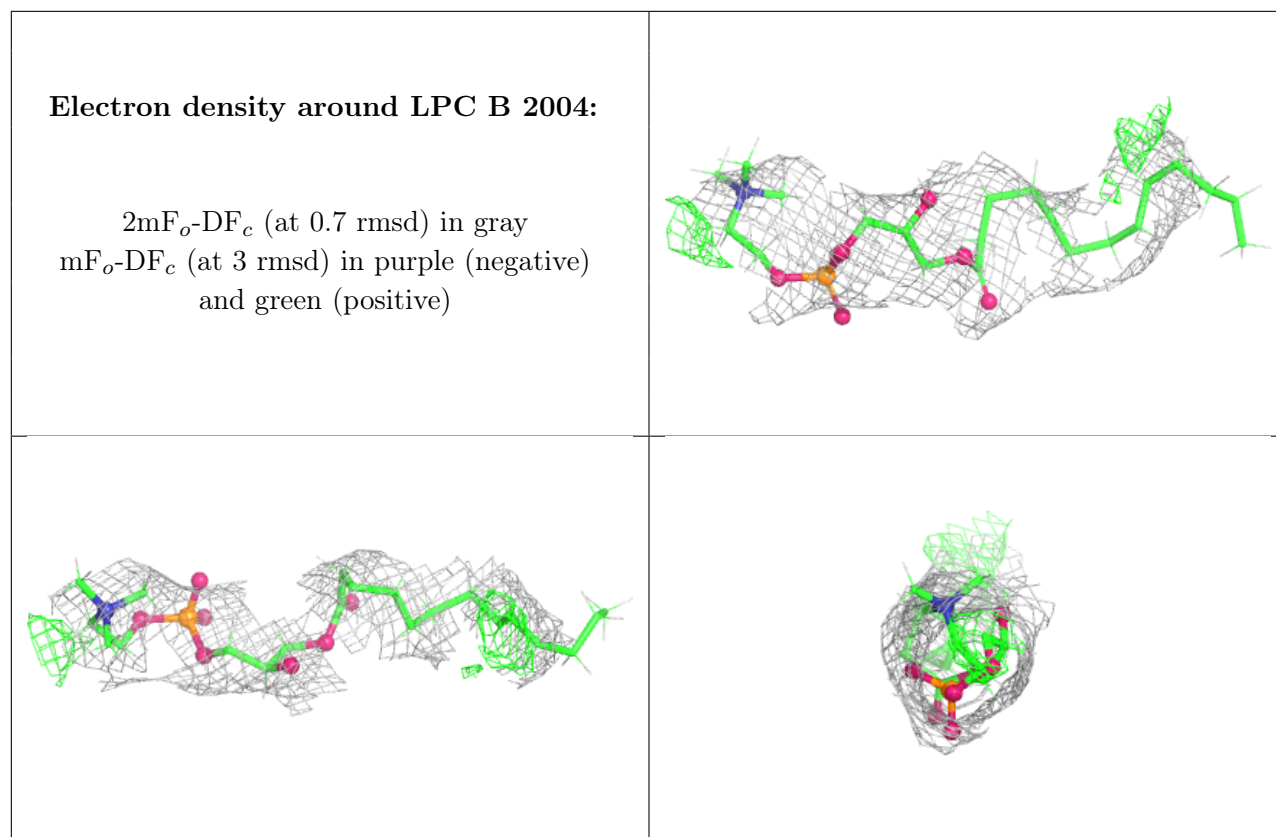 Electron density around LPC B 2004:
2mFo-DFc (at 0.7 rmsd) in gray
mFo-DFc (at 3 rmsd) in purple (negative)
and green (positive)